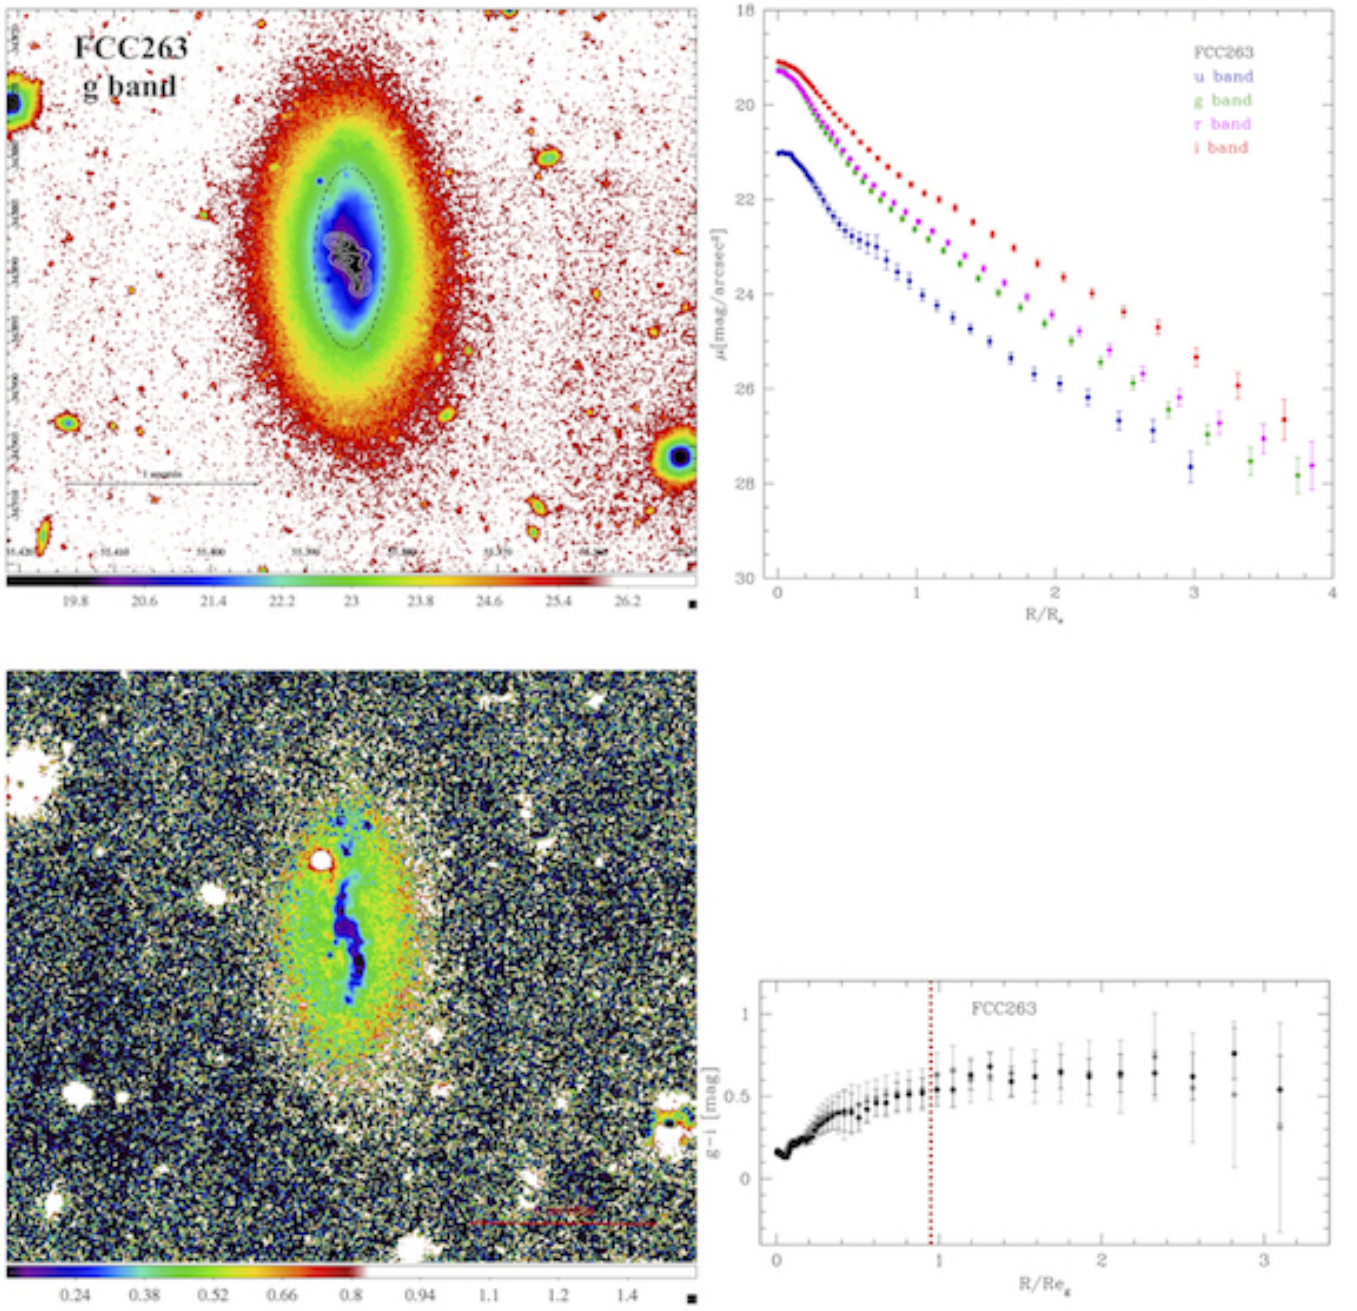 FCC263
g band
1 arcmin
19.8 20.6 21.4 22.2 23 23.8 24.6 25.4 26.2
18
20
22
24
26
28
30
μ[mag/arcsec²]
FCC263
u band
g band
r band
i band
0 1 2 3 4
R/Rₑ
0.24 0.38 0.52 0.66 0.8 0.94 1.1 1.2 1.4
1
0.5
0
g-i [mag]
FCC263
0 1 2 3
R/Re_g